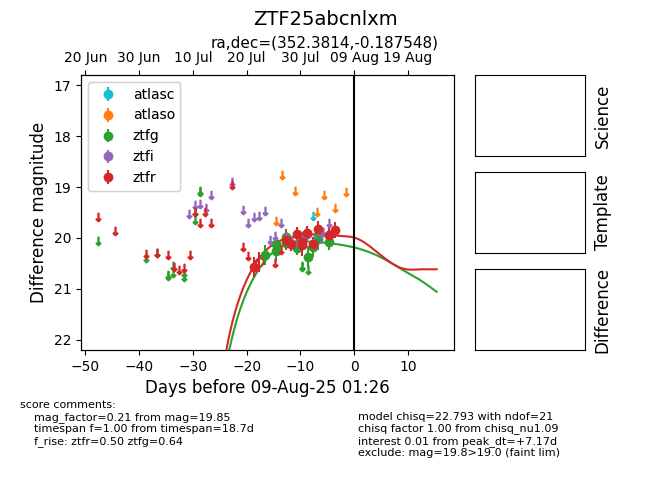 ZTF25abcnlxm
ra,dec=(352.3814,-0.187548)
20 Jun 30 Jun 10 Jul 20 Jul 30 Jul 09 Aug 19 Aug
17
18
19
20
21
22
Difference magnitude
atlasc
atlaso
ztfg
ztfi
ztfr
−50 −40 −30 −20 −10 0 10
Days before 09-Aug-25 01:26
Science
Template
Difference
score comments:
mag_factor=0.21 from mag=19.85
timespan f=1.00 from timespan=18.7d
f_rise: ztfr=0.50 ztfg=0.64
model chisq=22.793 with ndof=21
chisq factor 1.00 from chisq_nu1.09
interest 0.01 from peak_dt=+7.17d
exclude: mag=19.8>19.0 (faint lim)